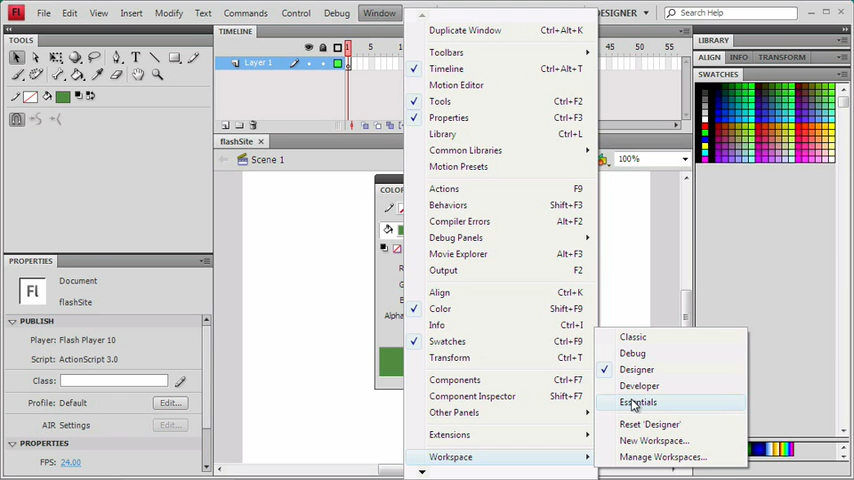 Fl File Edit View Insert Modify Text Commands Control Debug Window DESIGNER Search Help
TOOLS
TIMELINE
1 5 10
Layer 1
flashSite ×
Scene 1
100%
COLOR
Alpha
PROPERTIES
Fl Document
flashSite
PUBLISH
Player: Flash Player 10
Script: ActionScript 3.0
Class:
Profile: Default Edit...
AIR Settings Edit...
PROPERTIES
FPS: 24.00
Duplicate Window Ctrl+Alt+K
Toolbars
Timeline Ctrl+Alt+T
Motion Editor
Tools Ctrl+F2
Properties Ctrl+F3
Library Ctrl+L
Common Libraries
Motion Presets
Actions F9
Behaviors Shift+F3
Compiler Errors Alt+F2
Debug Panels
Movie Explorer Alt+F3
Output F2
Align Ctrl+K
Color Shift+F9
Info Ctrl+I
Swatches Ctrl+F9
Transform Ctrl+T
Components Ctrl+F7
Component Inspector Shift+F7
Other Panels
Extensions
Workspace
Classic
Debug
Designer
Developer
Essentials
Reset 'Designer'
New Workspace...
Manage Workspaces...
LIBRARY
ALIGN INFO TRANSFORM
SWATCHES